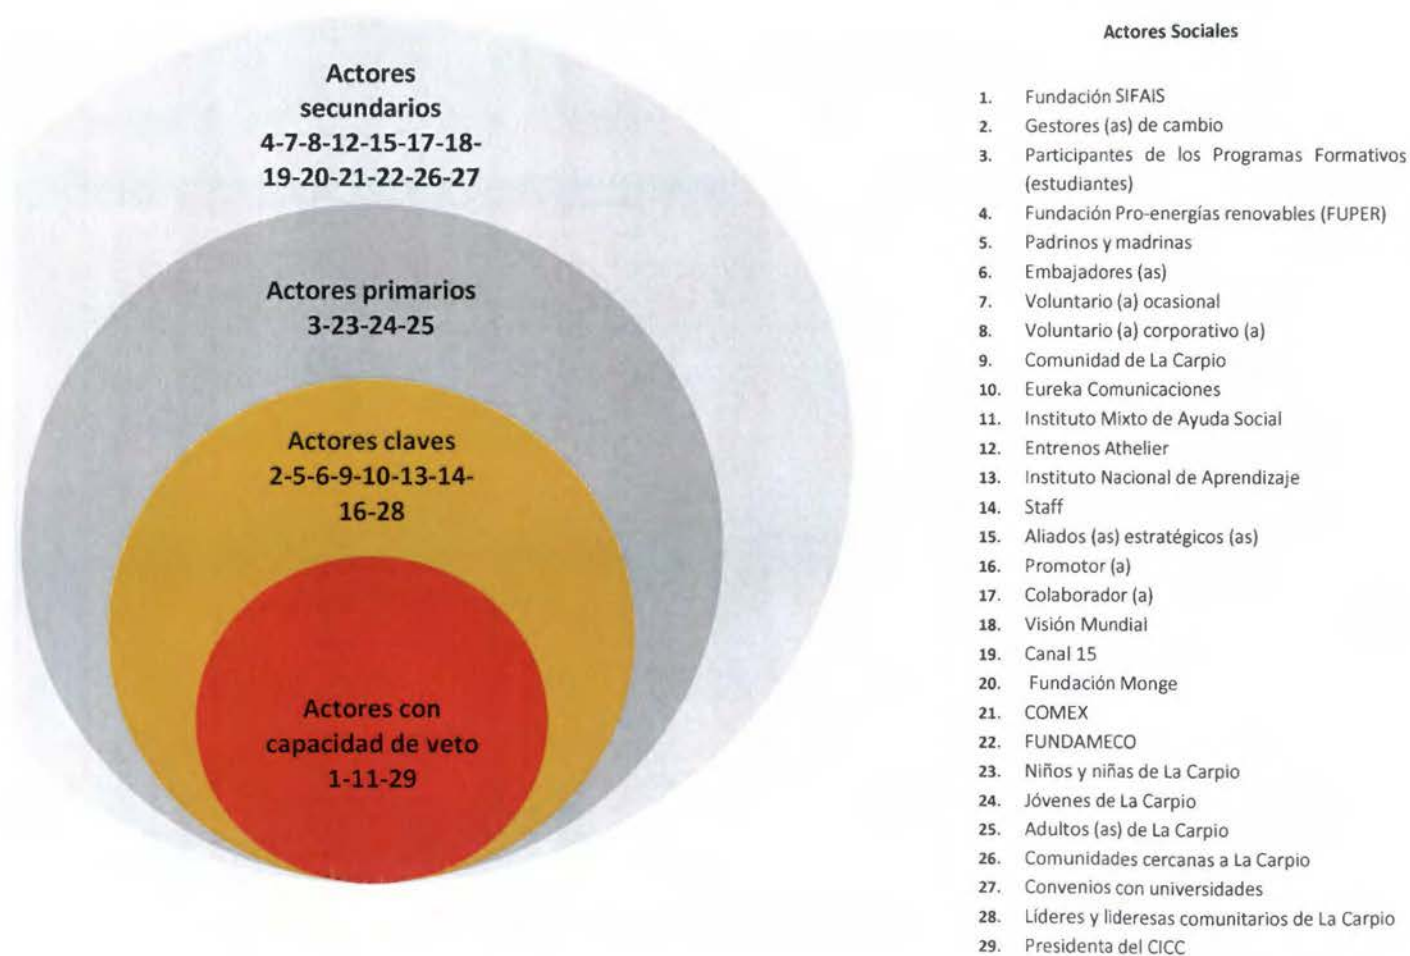 Actores
secundarios
4-7-8-12-15-17-18-
19-20-21-22-26-27
Actores primarios
3-23-24-25
Actores claves
2-5-6-9-10-13-14-
16-28
Actores con
capacidad de veto
1-11-29
Actores Sociales
1. Fundación SIFAIS
2. Gestores (as) de cambio
3. Participantes de los Programas Formativos
(estudiantes)
4. Fundación Pro-energías renovables (FUPER)
5. Padrinos y madrinas
6. Embajadores (as)
7. Voluntario (a) ocasional
8. Voluntario (a) corporativo (a)
9. Comunidad de La Carpio
10. Eureka Comunicaciones
11. Instituto Mixto de Ayuda Social
12. Entrenos Athelier
13. Instituto Nacional de Aprendizaje
14. Staff
15. Aliados (as) estratégicos (as)
16. Promotor (a)
17. Colaborador (a)
18. Visión Mundial
19. Canal 15
20. Fundación Monge
21. COMEX
22. FUNDAMECO
23. Niños y niñas de La Carpio
24. Jóvenes de La Carpio
25. Adultos (as) de La Carpio
26. Comunidades cercanas a La Carpio
27. Convenios con universidades
28. Líderes y lideresas comunitarios de La Carpio
29. Presidenta del CICC